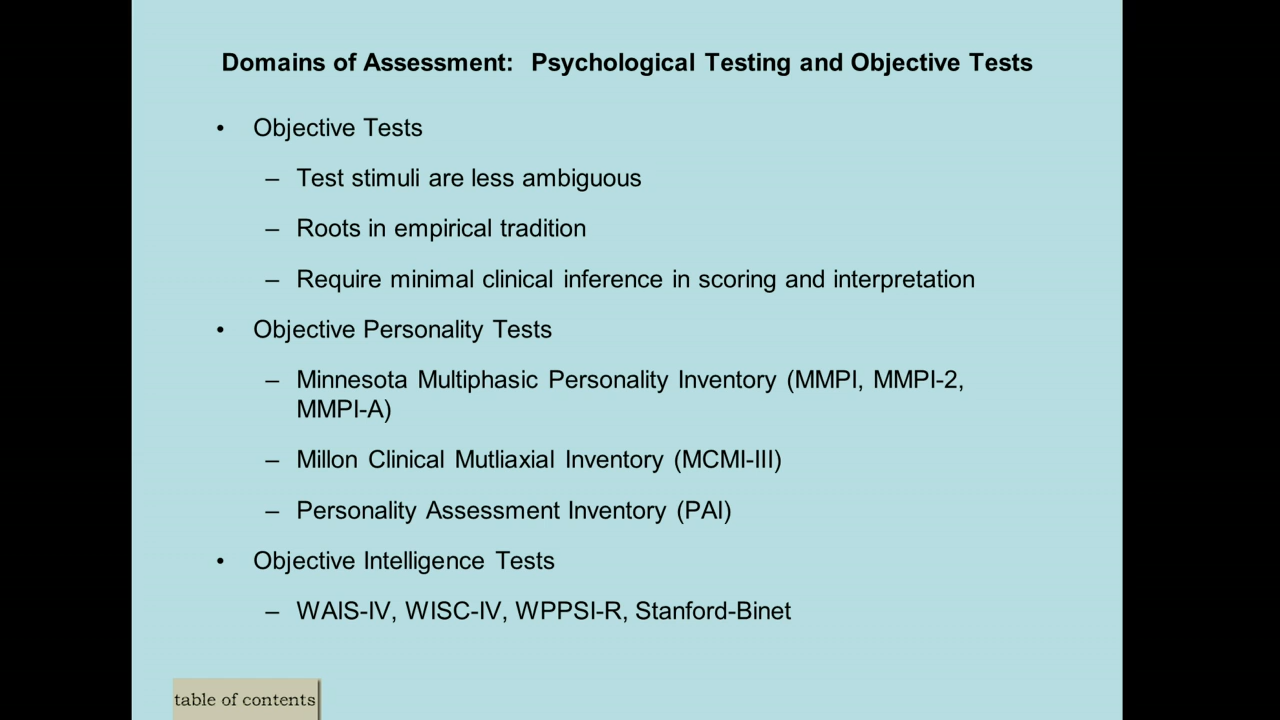 Domains of Assessment: Psychological Testing and Objective Tests
• Objective Tests
– Test stimuli are less ambiguous
– Roots in empirical tradition
– Require minimal clinical inference in scoring and interpretation
• Objective Personality Tests
– Minnesota Multiphasic Personality Inventory (MMPI, MMPI-2,
MMPI-A)
– Millon Clinical Mutliaxial Inventory (MCMI-III)
– Personality Assessment Inventory (PAI)
• Objective Intelligence Tests
– WAIS-IV, WISC-IV, WPPSI-R, Stanford-Binet
table of contents